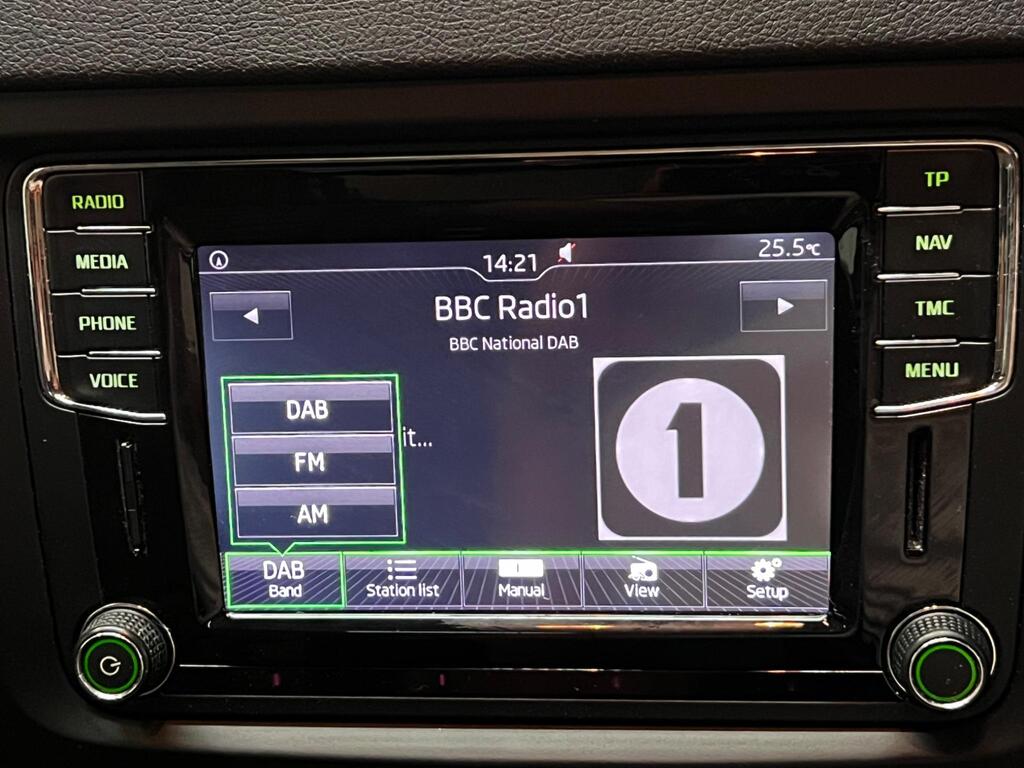 RADIO
MEDIA
PHONE
VOICE
TP
NAV
TMC
MENU
14:21
25.5°C
BBC Radio1
BBC National DAB
1
DAB
FM
AM
it...
DAB
Band
Station list
Manual
View
Setup